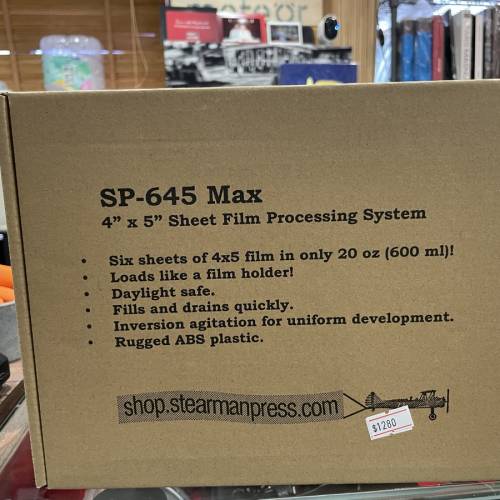 meteor
SP-645 Max
4” x 5” Sheet Film Processing System
• Six sheets of 4x5 film in only 20 oz (600 ml)!
• Loads like a film holder!
• Daylight safe.
• Fills and drains quickly.
• Inversion agitation for uniform development.
• Rugged ABS plastic.
shop.stearmanpress.com
$1280